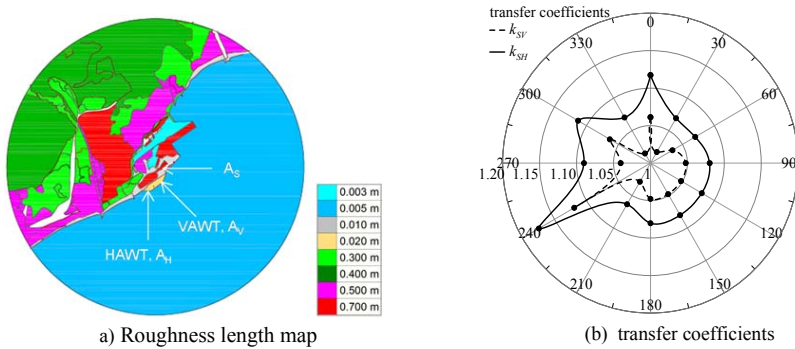 A_S
VAWT, A_V
HAWT, A_H
0.003 m
0.005 m
0.010 m
0.020 m
0.300 m
0.400 m
0.500 m
0.700 m
a) Roughness length map
transfer coefficients
k_SV
k_SH
0
30
60
90
120
150
180
210
240
270
300
330
1.20
1.15
1.10
1.05
1
(b) transfer coefficients